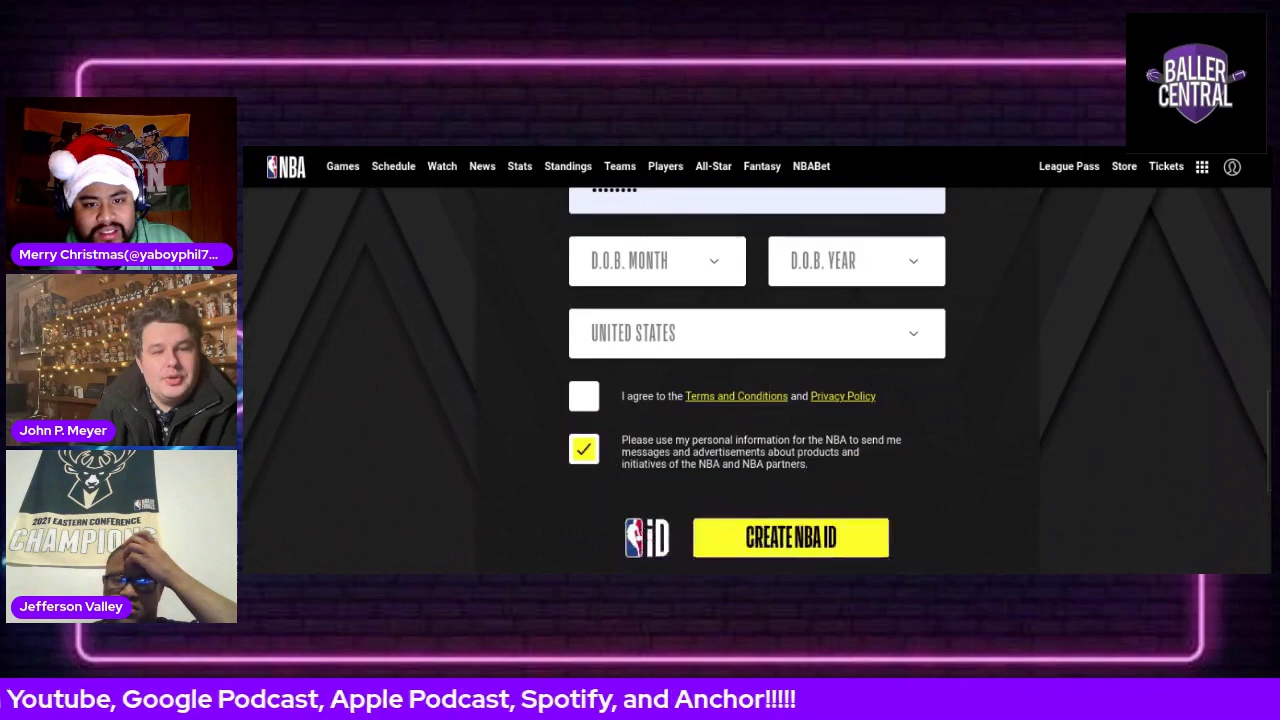 BALLER
CENTRAL
NBA Games Schedule Watch News Stats Standings Teams Players All-Star Fantasy NBABet League Pass Store Tickets
D.O.B. MONTH D.O.B. YEAR
UNITED STATES
I agree to the Terms and Conditions and Privacy Policy
Please use my personal information for the NBA to send me
messages and advertisements about products and
initiatives of the NBA and NBA partners.
iD CREATE NBA ID
Merry Christmas(@yaboyphil7...
John P. Meyer
2021 EASTERN CONFERENCE
CHAMPIONS
Jefferson Valley
Youtube, Google Podcast, Apple Podcast, Spotify, and Anchor!!!!!